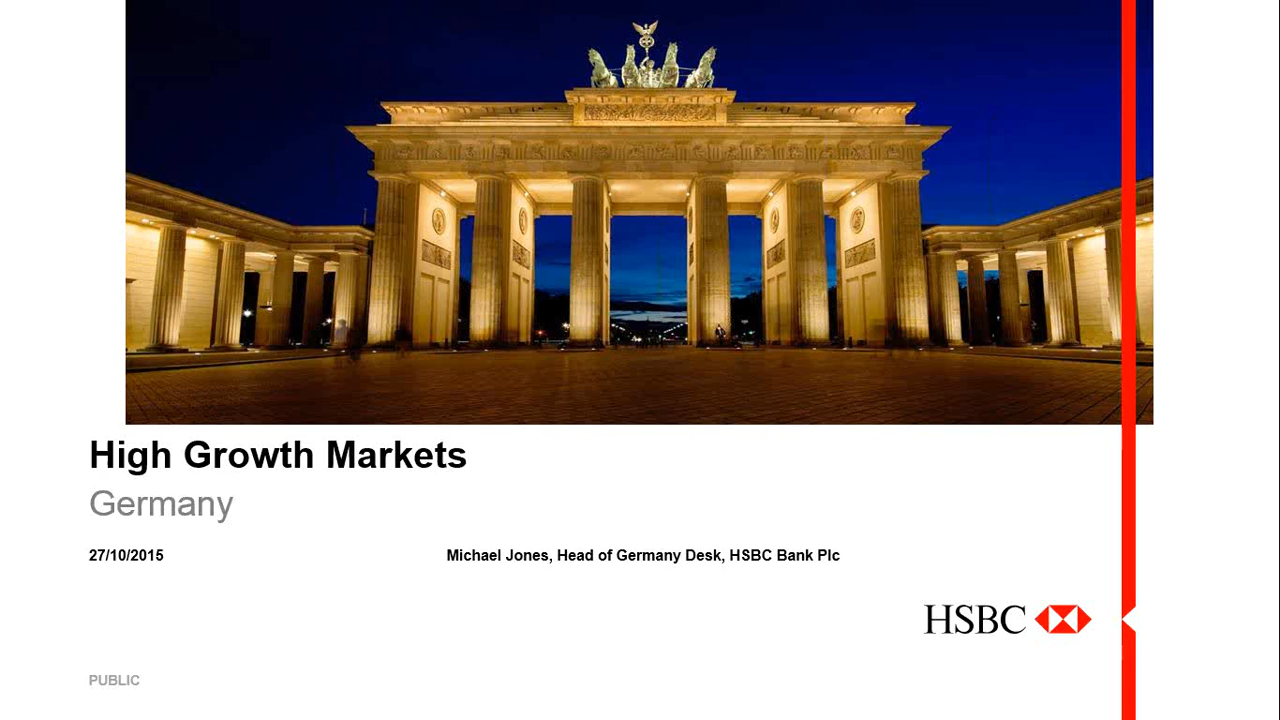 High Growth Markets
Germany
27/10/2015 Michael Jones, Head of Germany Desk, HSBC Bank Plc
HSBC
PUBLIC